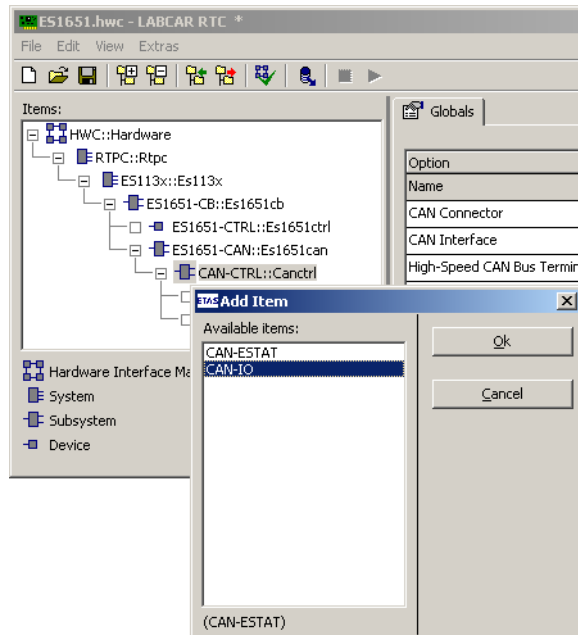 ES1651.hwc - LABCAR RTC *
File Edit View Extras
Items:
HWC::Hardware
RTPC::Rtpc
ES113x::Es113x
ES1651-CB::Es1651cb
ES1651-CTRL::Es1651ctrl
ES1651-CAN::Es1651can
CAN-CTRL::Canctrl
Hardware Interface Ma
System
Subsystem
Device
Globals
Option
Name
CAN Connector
CAN Interface
High-Speed CAN Bus Termin
ETAS Add Item
Available items:
CAN-ESTAT
CAN-IO
(CAN-ESTAT)
Ok
Cancel